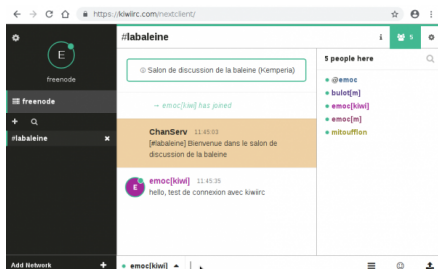 https://kiwiirc.com/nextclient/
E
freenode
freenode
#labaleine
Add Network
#labaleine
5
Salon de discussion de la baleine (Kemperia)
→ emoc[kiwi] has joined
ChanServ 11:45:03
[#labaleine] Bienvenue dans le salon de
discussion de la baleine
E
emoc[kiwi] 11:45:35
hello, test de connexion avec kiwiirc
emoc[kiwi]
5 people here
@emoc
bulot[m]
emoc[kiwi]
emoc[m]
mitouffion